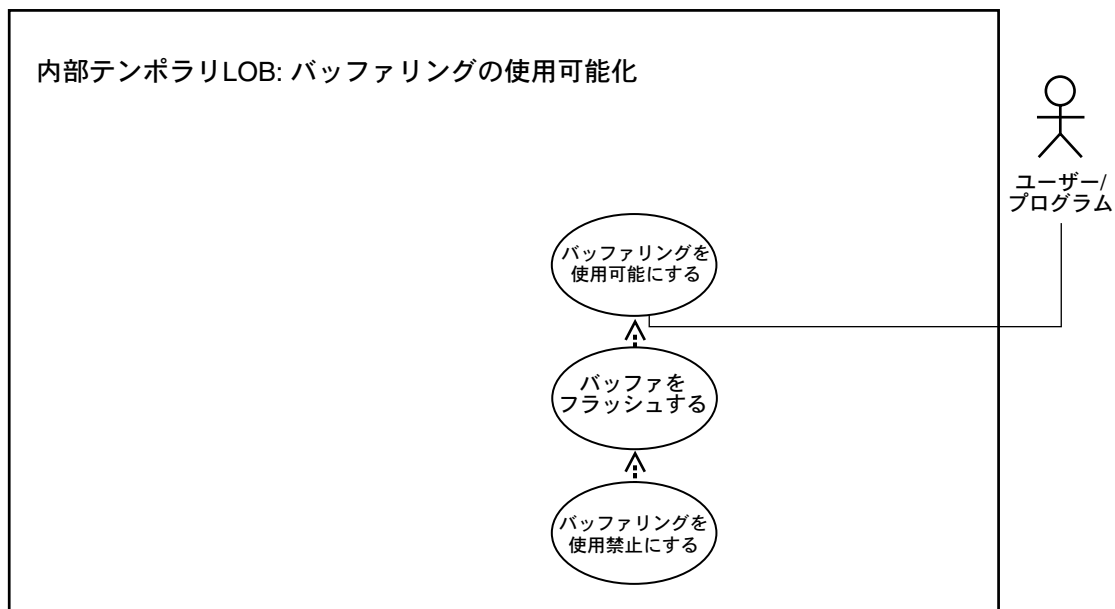 内部テンポラリLOB: バッファリングの使用可能化
ユーザー/
プログラム
バッファリングを
使用可能にする
バッファを
フラッシュする
バッファリングを
使用禁止にする